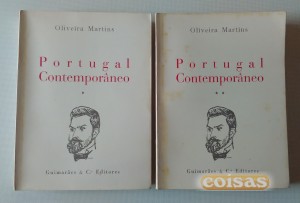 Oliveira Martins
Portugal
Contemporâneo
*
Guimarães & Cª Editores
Oliveira Martins
Portugal
Contemporâneo
* *
Guimarães & Cª Editores
coisas